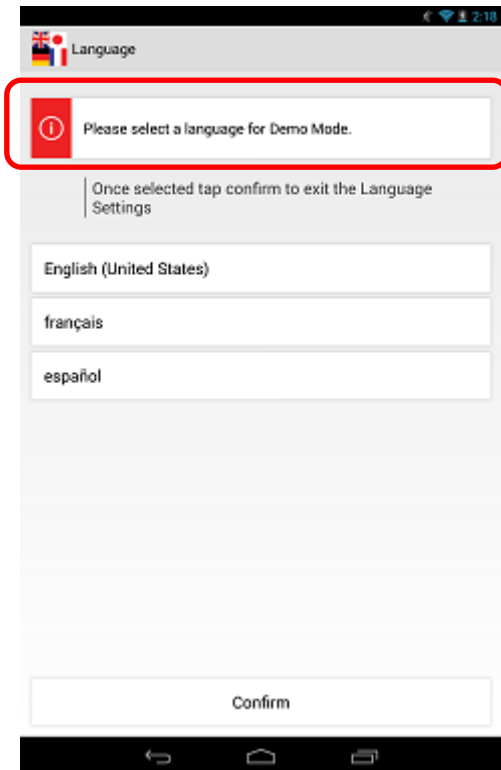 2:18
Language
Please select a language for Demo Mode.
Once selected tap confirm to exit the Language
Settings
English (United States)
français
español
Confirm